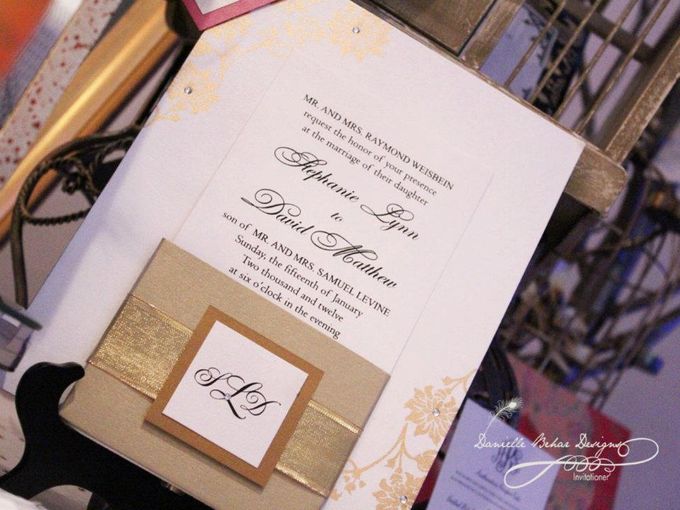 MR. AND MRS. RAYMOND WEISBEIN
request the honor of your presence
at the marriage of their daughter
Stephanie Lynn
to
David Matthew
son of MR. AND MRS. SAMUEL LEVINE
Sunday, the fifteenth of January
Two thousand and twelve
at six o'clock in the evening
SLD
Danielle Behar Designs
Invitationer